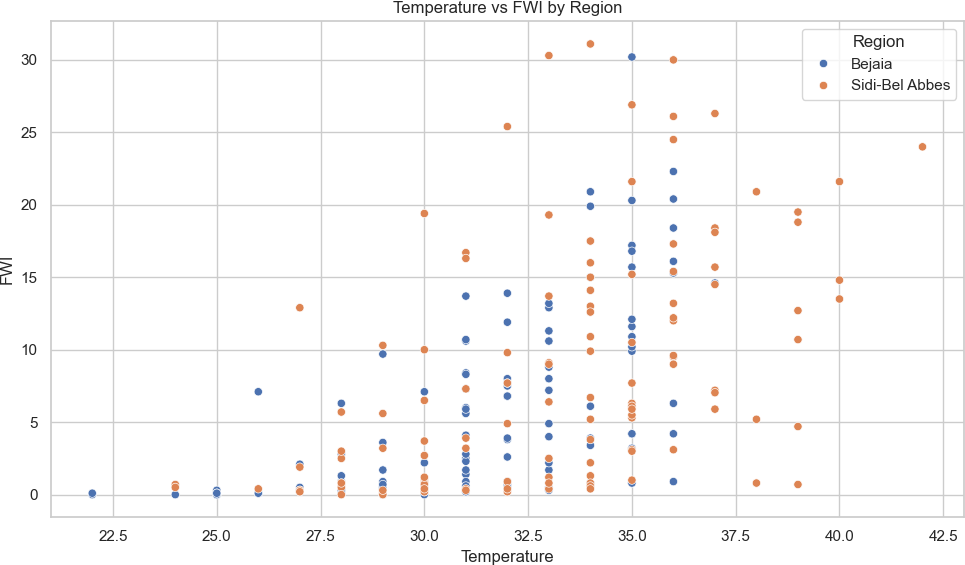 Temperature vs FWI by Region
Region
Bejaia
Sidi-Bel Abbes
FWI
30
25
20
15
10
5
0
22.5 25.0 27.5 30.0 32.5 35.0 37.5 40.0 42.5
Temperature